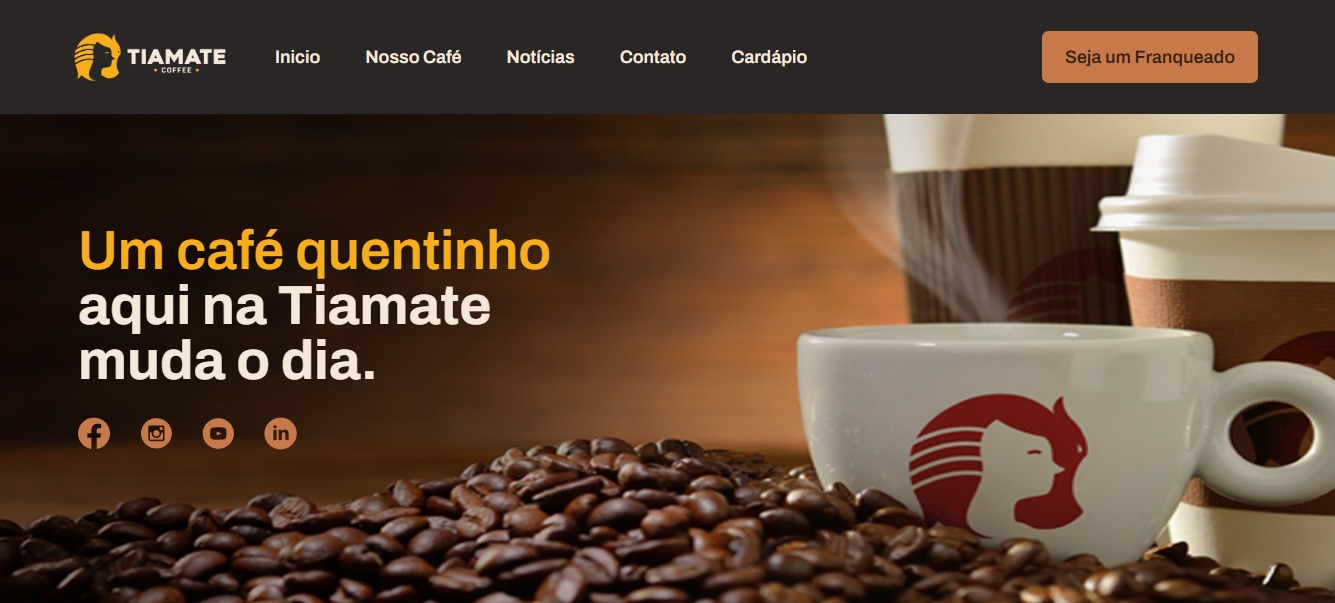 TIAMATE
COFFEE
Inicio
Nosso Café
Notícias
Contato
Cardápio
Seja um Franqueado
Um café quentinho
aqui na Tiamate
muda o dia.
in